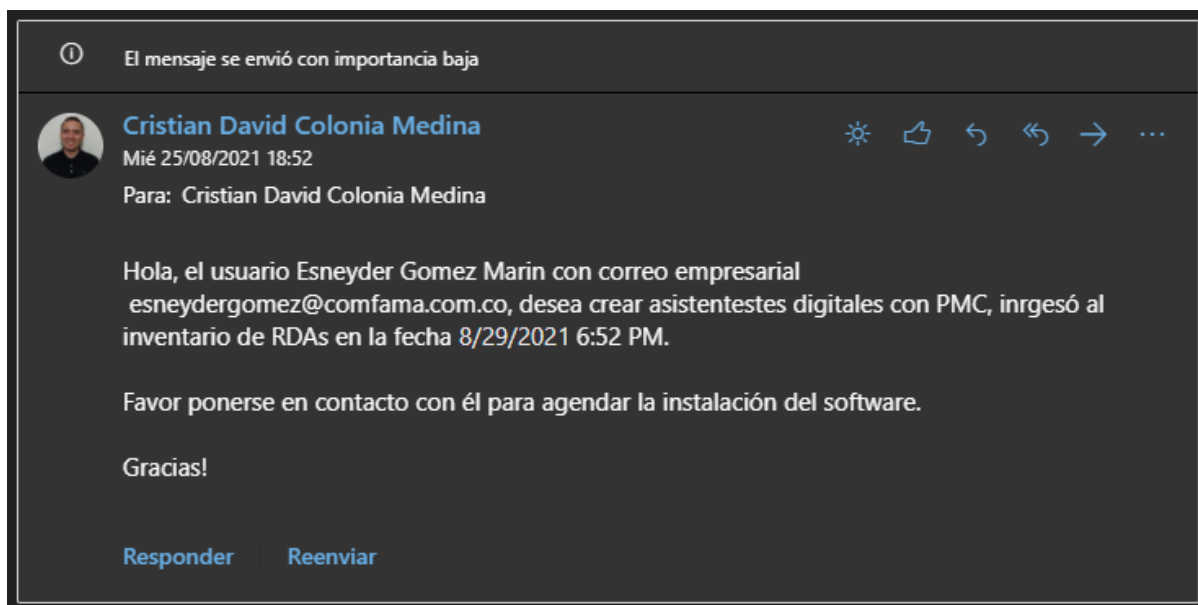 El mensaje se envió con importancia baja
Cristian David Colonia Medina
Mié 25/08/2021 18:52
Para: Cristian David Colonia Medina
Hola, el usuario Esneyder Gomez Marin con correo empresarial
esneydergomez@comfama.com.co, desea crear asistentestes digitales con PMC, inrgesó al
inventario de RDAs en la fecha 8/29/2021 6:52 PM.
Favor ponerse en contacto con él para agendar la instalación del software.
Gracias!
Responder Reenviar